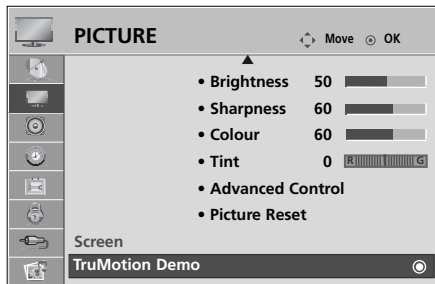 PICTURE Move OK
• Brightness 50
• Sharpness 60
• Colour 60
• Tint 0 R G
• Advanced Control
• Picture Reset
Screen
TruMotion Demo